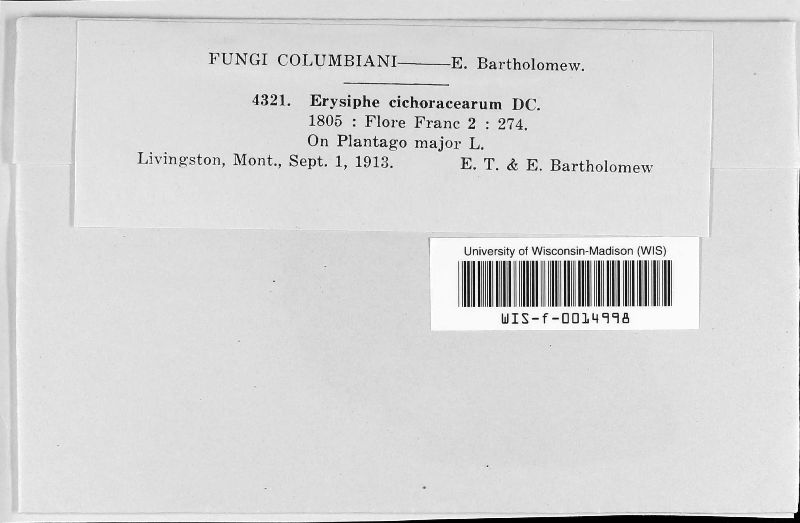 FUNGI COLUMBIANI——E. Bartholomew.
4321. Erysiphe cichoracearum DC.
1805 : Flore Franc 2 : 274.
On Plantago major L.
Livingston, Mont., Sept. 1, 1913. E. T. & E. Bartholomew
University of Wisconsin-Madison (WIS)
WIS-f-0014998